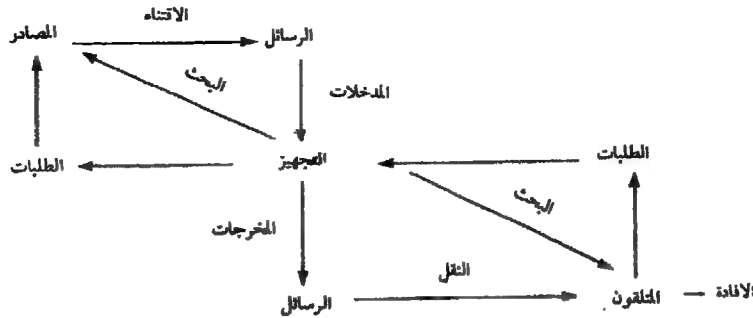 الاقتناء
المصادر
الرسائل
البحث
المدخلات
الطلبات
التجهيز
الطلبات
البحث
المخرجات
النقل
الرسائل
المتلقون
الافادة